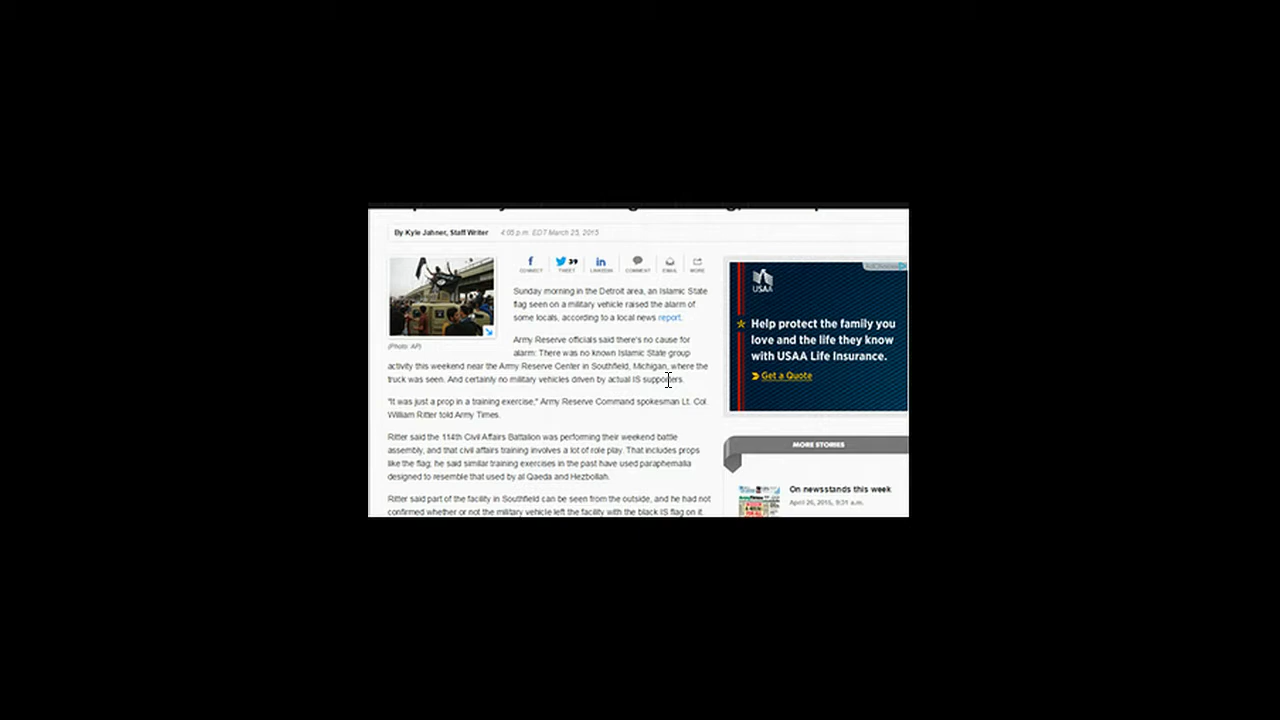 By Kyle Jahner, Staff Writer 4:05 p.m. EDT March 23, 2015
CONNECT
39
TWEET
LINKEDIN
COMMENT
EMAIL
MORE
(Photo: AP)
Sunday morning in the Detroit area, an Islamic State
flag seen on a military vehicle raised the alarm of
some locals, according to a local news report.
Army Reserve officials said there's no cause for
alarm: There was no known Islamic State group
activity this weekend near the Army Reserve Center in Southfield, Michigan, where the
truck was seen. And certainly no military vehicles driven by actual IS supporters.
"It was just a prop in a training exercise," Army Reserve Command spokesman Lt. Col.
William Ritter told Army Times.
Ritter said the 114th Civil Affairs Battalion was performing their weekend battle
assembly, and that civil affairs training involves a lot of role play. That includes props
like the flag; he said similar training exercises in the past have used paraphernalia
designed to resemble that used by al Qaeda and Hezbollah.
Ritter said part of the facility in Southfield can be seen from the outside, and he had not
confirmed whether or not the military vehicle left the facility with the black IS flag on it.
AdChoices
USAA
Help protect the family you
love and the life they know
with USAA Life Insurance.
Get a Quote
MORE STORIES
On newsstands this week
April 26, 2015, 9:31 a.m.